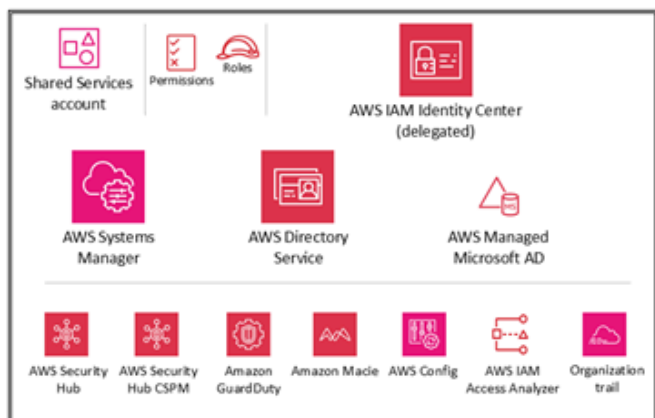 Shared Services
account
Permissions
Roles
AWS IAM Identity Center
(delegated)
AWS Systems
Manager
AWS Directory
Service
AWS Managed
Microsoft AD
AWS Security
Hub
AWS Security
Hub CSPM
Amazon
GuardDuty
Amazon Macie
AWS Config
AWS IAM
Access Analyzer
Organization
trail